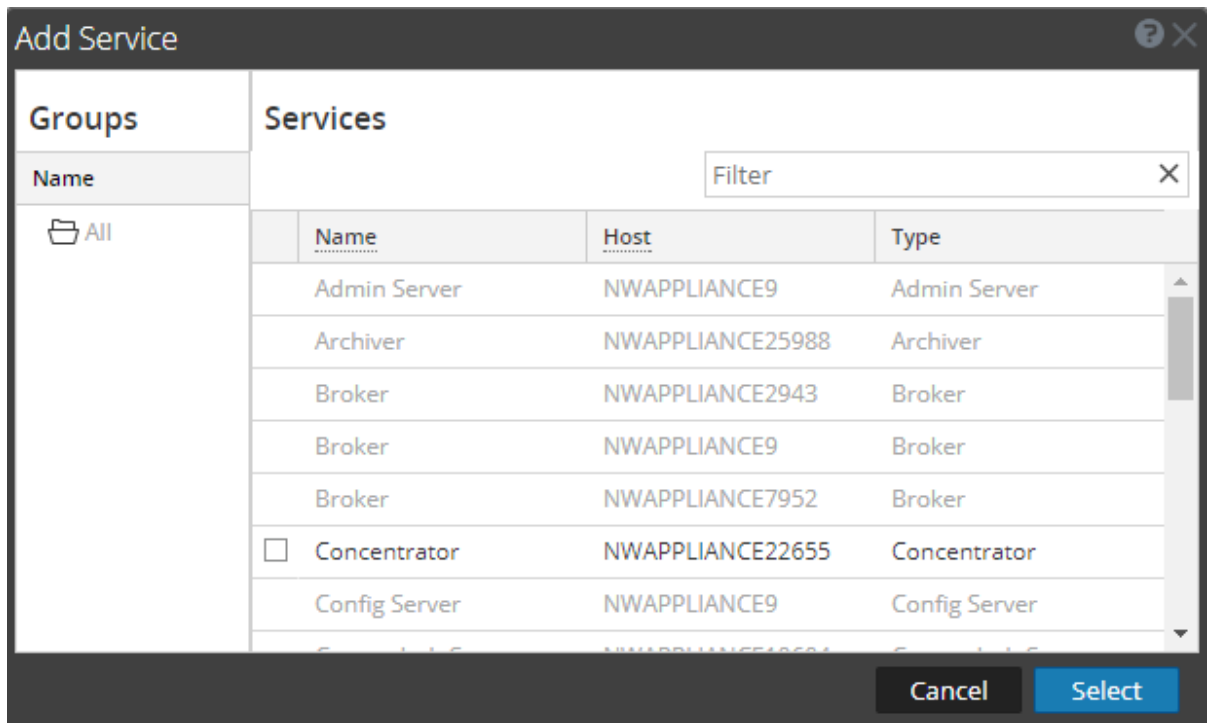 Add Service
Groups
Services
Name
Filter
All
Name Host Type
Admin Server NWAPPLIANCE9 Admin Server
Archiver NWAPPLIANCE25988 Archiver
Broker NWAPPLIANCE2943 Broker
Broker NWAPPLIANCE9 Broker
Broker NWAPPLIANCE7952 Broker
Concentrator NWAPPLIANCE22655 Concentrator
Config Server NWAPPLIANCE9 Config Server
Cancel Select